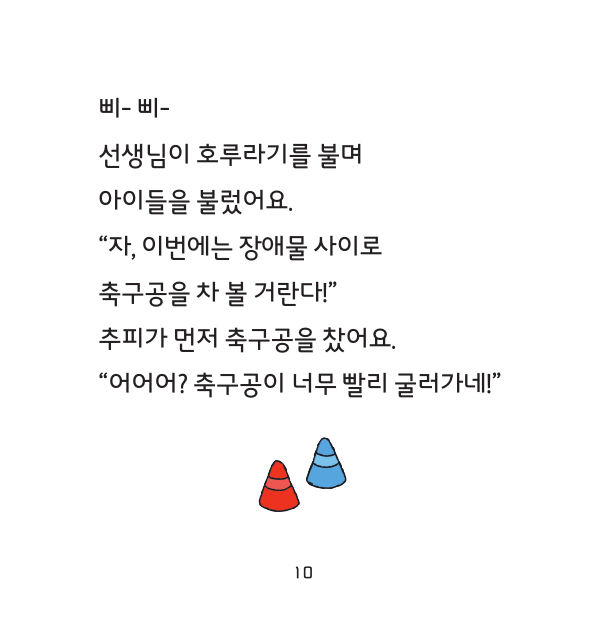 삐- 삐-
선생님이 호루라기를 불며
아이들을 불렀어요.
“자, 이번에는 장애물 사이로
축구공을 차 볼 거란다!”
추피가 먼저 축구공을 찼어요.
“어어어? 축구공이 너무 빨리 굴러가네!”
10